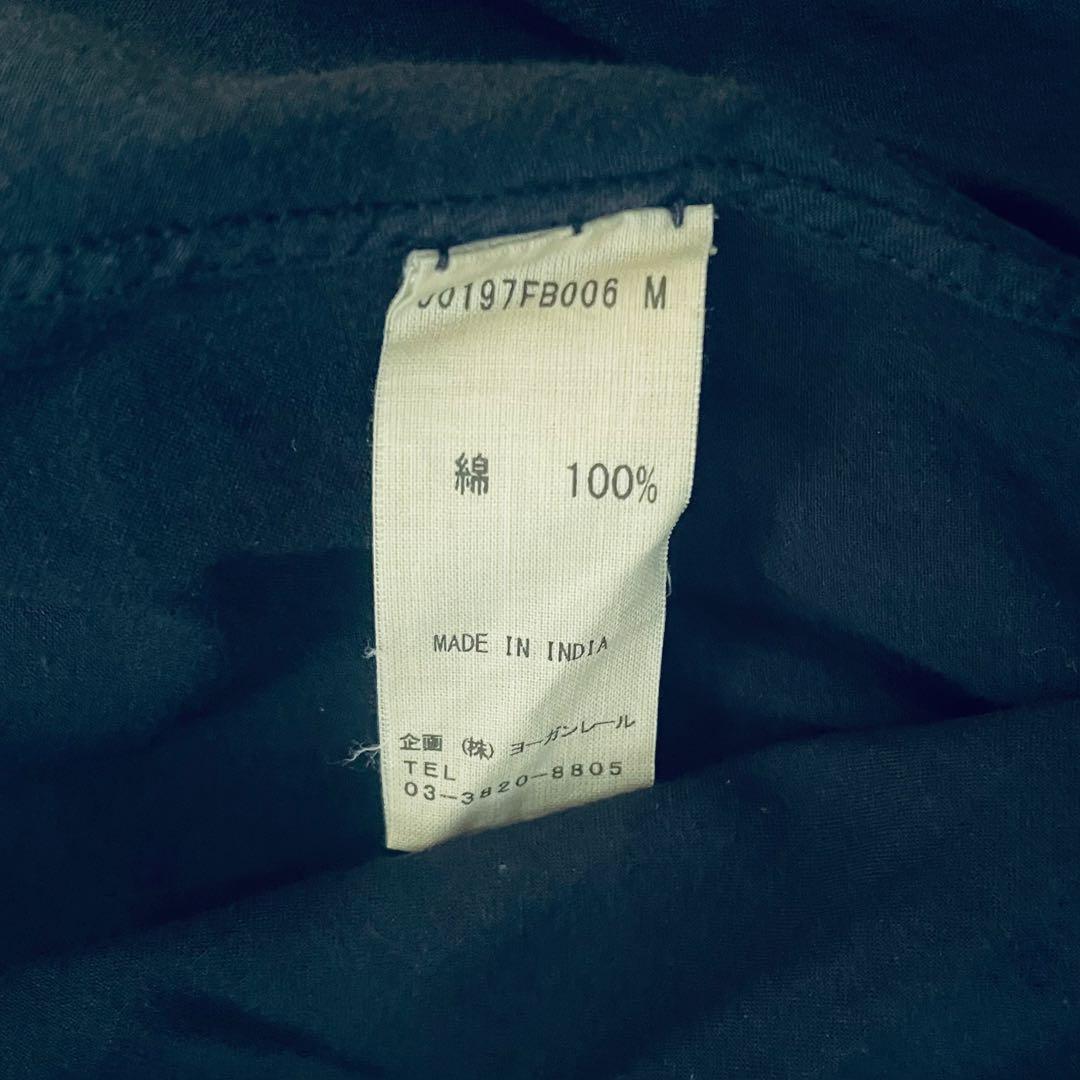 綿 100%
MADE IN INDIA
企画 (株) ヨーガンレール
TEL
03-3820-8805